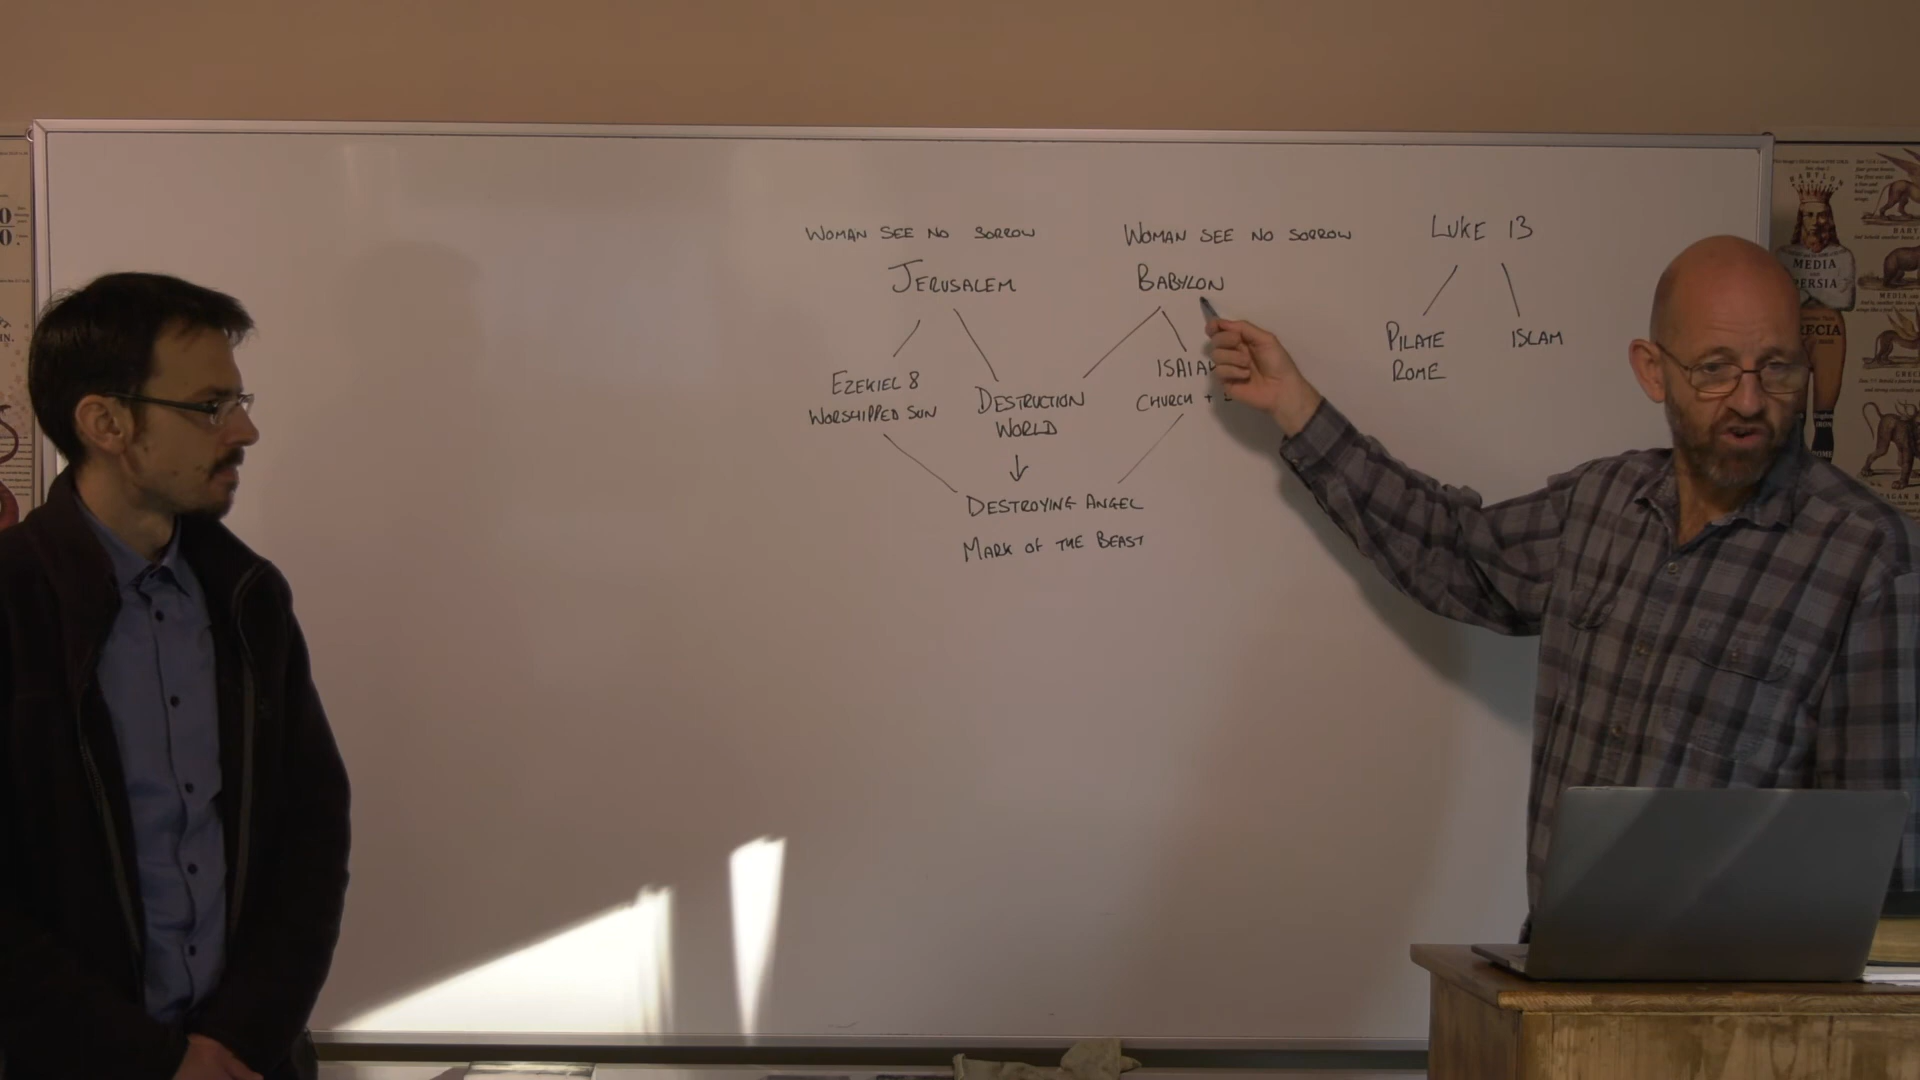 WOMAN SEE NO SORROW
WOMAN SEE NO SORROW
LUKE 13
JERUSALEM
BABYLON
PILATE
ROME
ISLAM
EZEKIEL 8
WORSHIPPED SUN
DESTRUCTION
WORLD
CHURCH +
DESTROYING ANGEL
MARK OF THE BEAST
BABYLON
MEDIA
PERSIA